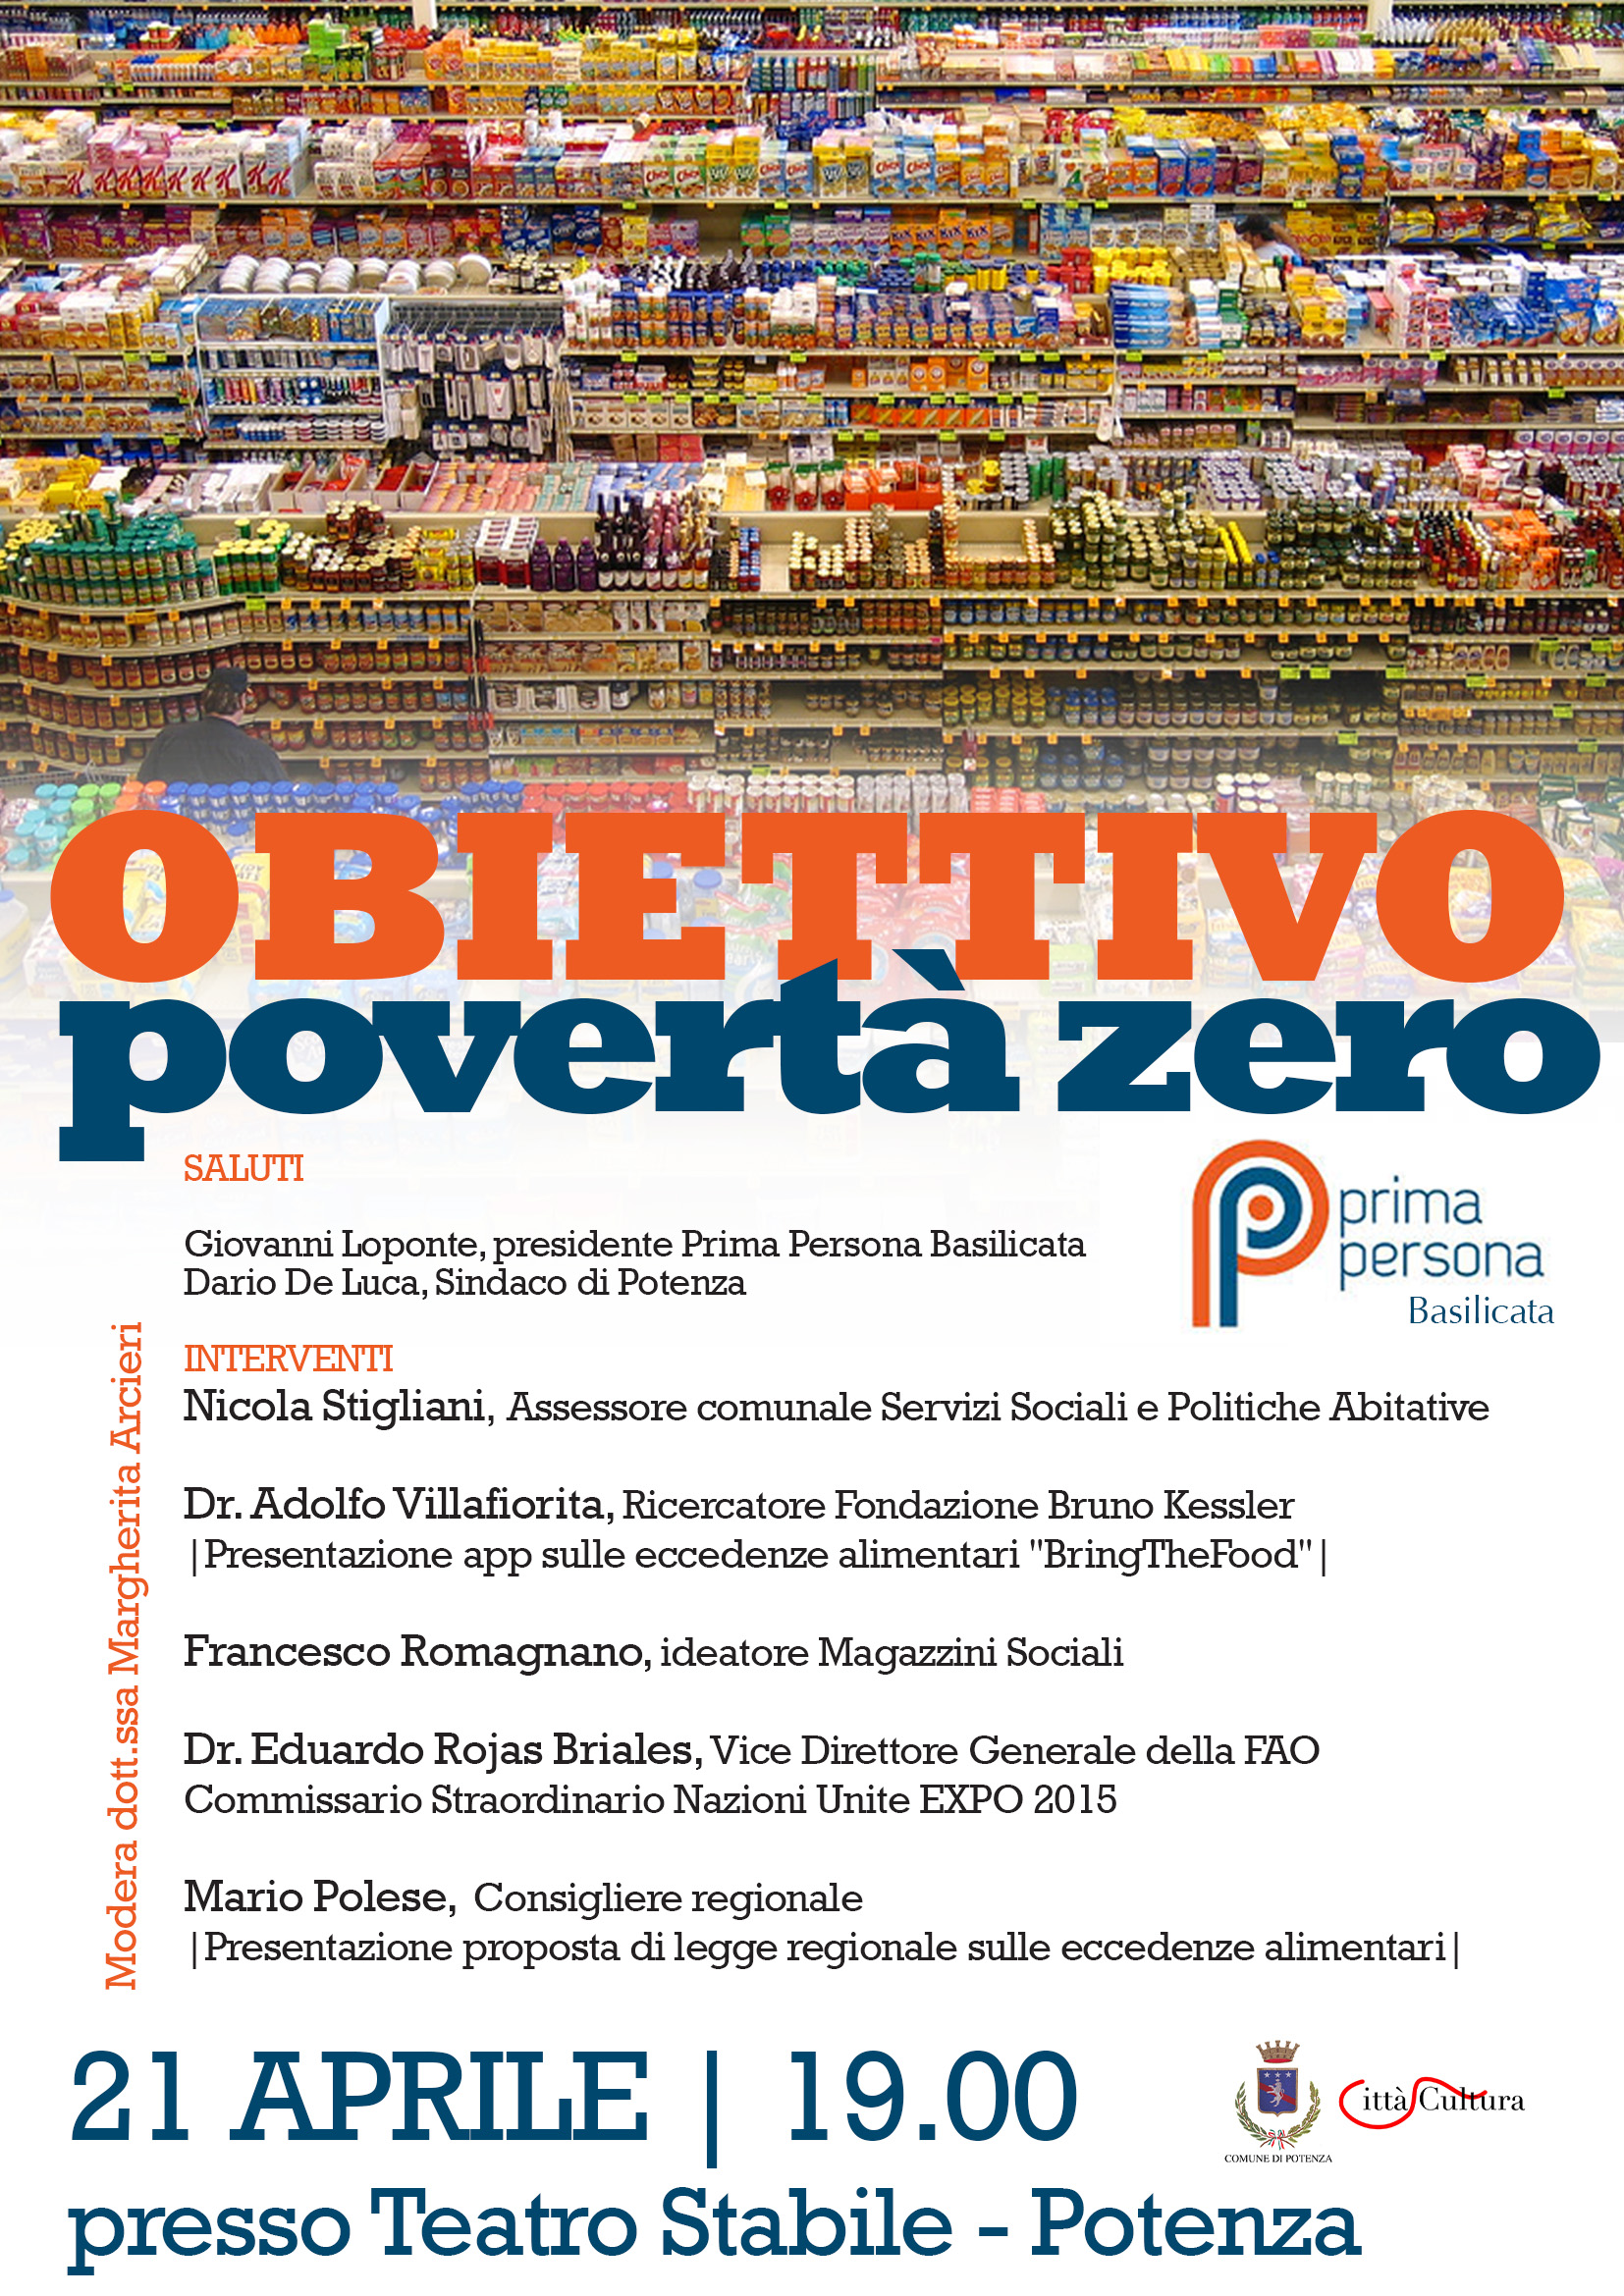 OBIETTIVO
povertà zero
SALUTI
Giovanni Loponte, presidente Prima Persona Basilicata
Dario De Luca, Sindaco di Potenza
prima
persona
Basilicata
INTERVENTI
Nicola Stigliani, Assessore comunale Servizi Sociali e Politiche Abitative
Dr. Adolfo Villafiorita, Ricercatore Fondazione Bruno Kessler
|Presentazione app sulle eccedenze alimentari "BringTheFood"|
Francesco Romagnano, ideatore Magazzini Sociali
Dr. Eduardo Rojas Briales, Vice Direttore Generale della FAO
Commissario Straordinario Nazioni Unite EXPO 2015
Mario Polese, Consigliere regionale
|Presentazione proposta di legge regionale sulle eccedenze alimentari|
Modera dott.ssa Margherita Arcieri
21 APRILE | 19.00
COMUNE DI POTENZA
Città Cultura
presso Teatro Stabile - Potenza